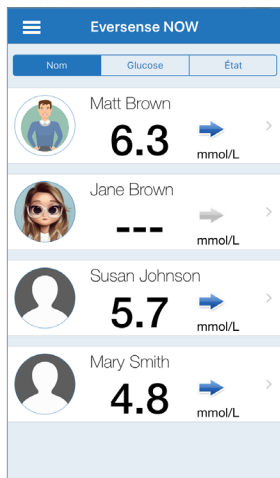 Eversense NOW
Nom Glucose État
Matt Brown
6.3
mmol/L
Jane Brown
---
mmol/L
Susan Johnson
5.7
mmol/L
Mary Smith
4.8
mmol/L